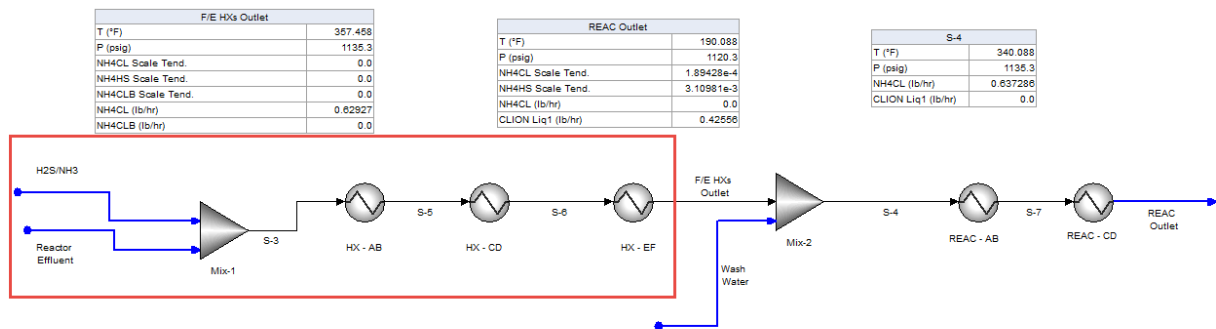 F/E HXs Outlet
T (°F) 357.458
P (psig) 1135.3
NH4CL Scale Tend. 0.0
NH4HS Scale Tend. 0.0
NH4CLB Scale Tend. 0.0
NH4CL (lb/hr) 0.62927
NH4CLB (lb/hr) 0.0
REAC Outlet
T (°F) 190.088
P (psig) 1120.3
NH4CL Scale Tend. 1.89428e-4
NH4HS Scale Tend. 3.10981e-3
NH4CL (lb/hr) 0.0
CLION Liq1 (lb/hr) 0.42556
S-4
T (°F) 340.088
P (psig) 1135.3
NH4CL (lb/hr) 0.637286
CLION Liq1 (lb/hr) 0.0
H2S/NH3
Reactor
Effluent
Mix-1
S-3
HX - AB
S-5
HX - CD
S-6
HX - EF
F/E HXs
Outlet
Wash
Water
Mix-2
S-4
REAC - AB
S-7
REAC - CD
REAC
Outlet